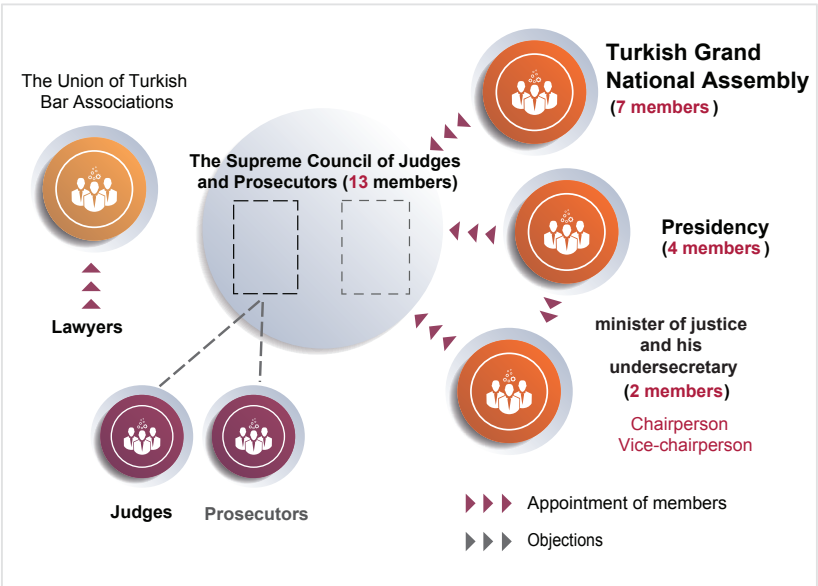 The Union of Turkish
Bar Associations
Lawyers
The Supreme Council of Judges
and Prosecutors (13 members)
Turkish Grand
National Assembly
(7 members )
Presidency
(4 members )
minister of justice
and his
undersecretary
(2 members)
Chairperson
Vice-chairperson
Judges
Prosecutors
Appointment of members
Objections